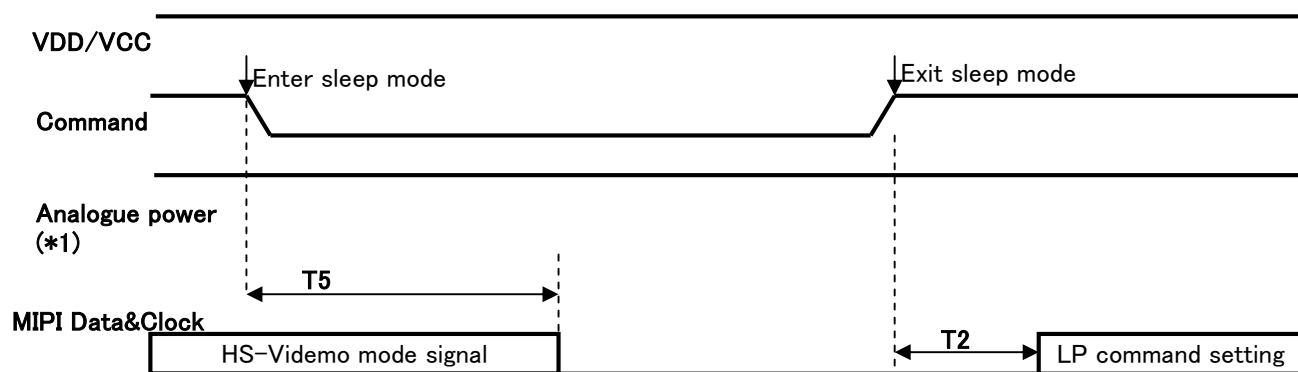 VDD/VCC
Enter sleep mode
Exit sleep mode
Command
Analogue power
(*1)
T5
MIPI Data&Clock
HS-Videmo mode signal
T2
LP command setting